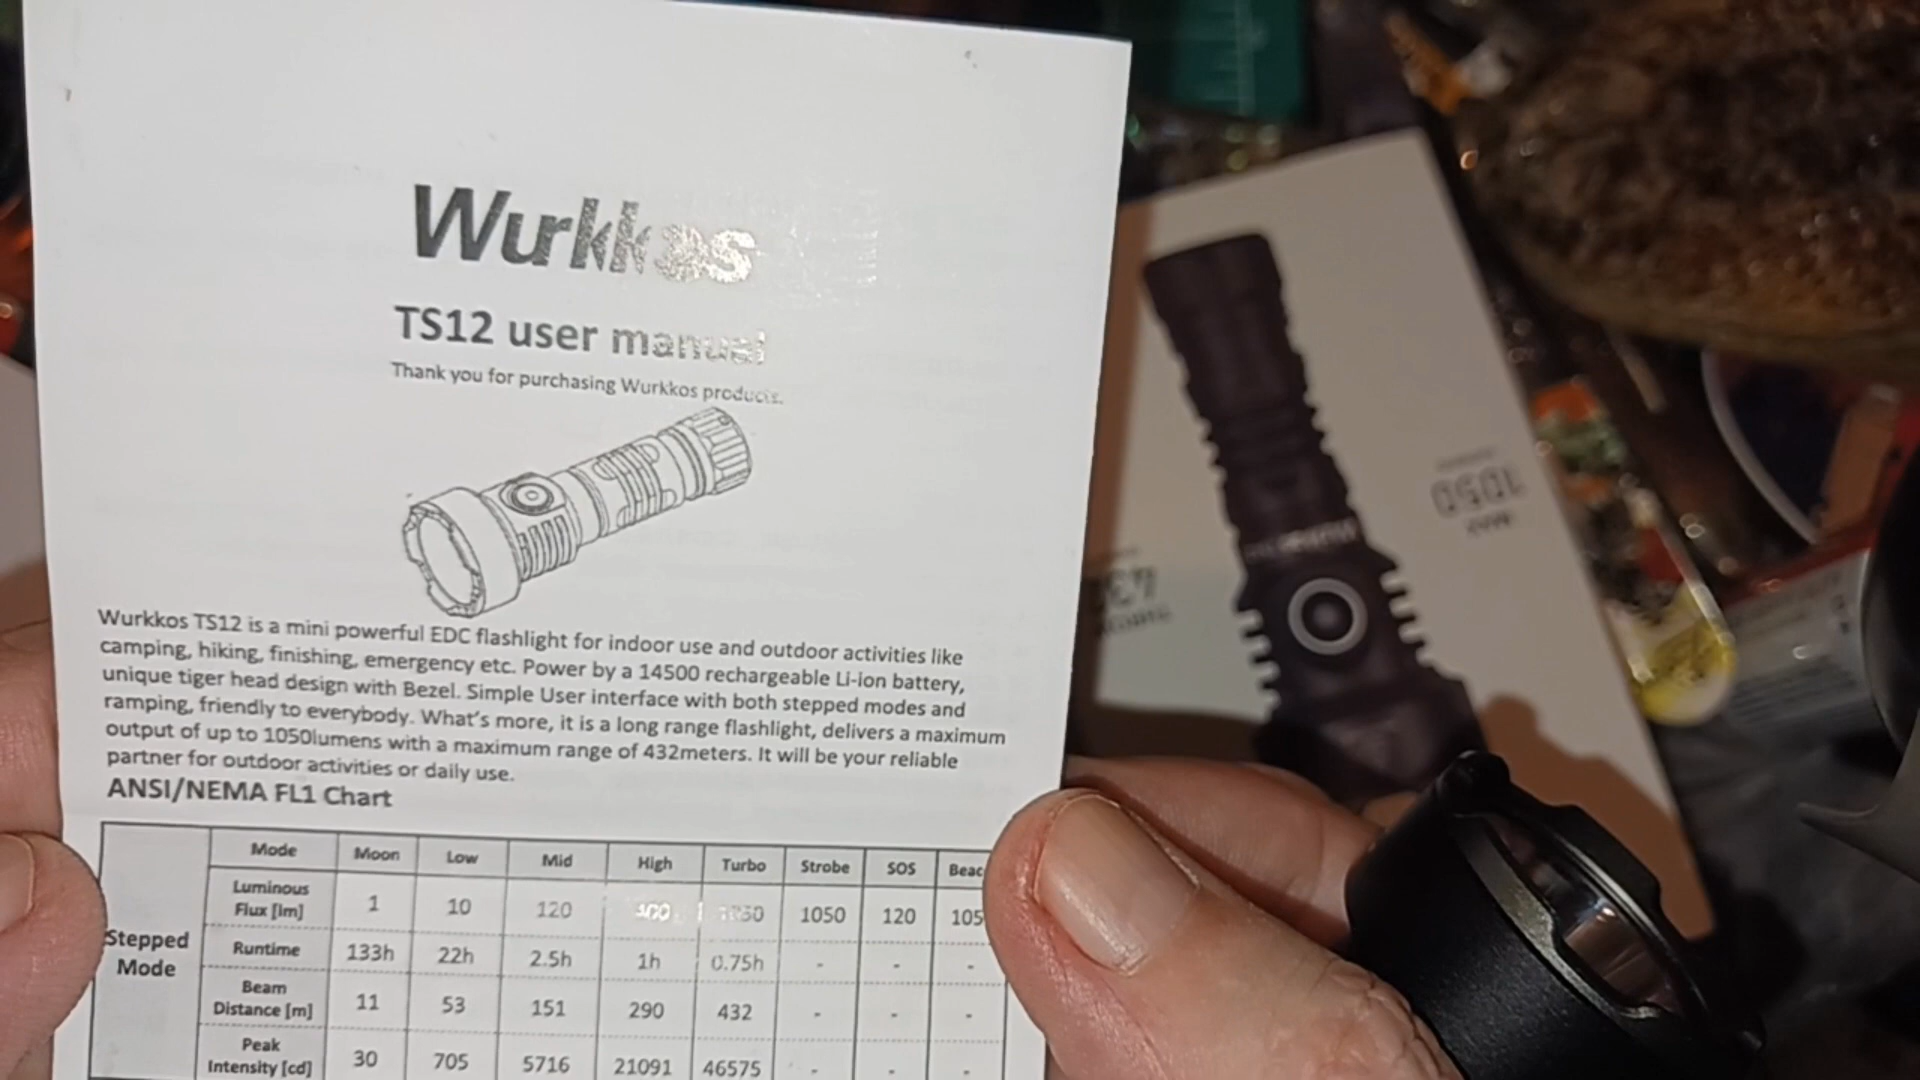 Wurkkos
TS12 user manual
Thank you for purchasing Wurkkos products.
Wurkkos TS12 is a mini powerful EDC flashlight for indoor use and outdoor activities like
camping, hiking, finishing, emergency etc. Power by a 14500 rechargeable Li-ion battery,
unique tiger head design with Bezel. Simple User interface with both stepped modes and
ramping, friendly to everybody. What's more, it is a long range flashlight, delivers a maximum
output of up to 1050lumens with a maximum range of 432meters. It will be your reliable
partner for outdoor activities or daily use.
ANSI/NEMA FL1 Chart
Mode Moon Low Mid High Turbo Strobe SOS Beac
Luminous
Flux [lm] 1 10 120 1050 120 105
Stepped
Mode
Runtime 133h 22h 2.5h 1h 0.75h - - -
Beam
Distance [m] 11 53 151 290 432 - - -
Peak
Intensity [cd] 30 705 5716 21091 46575 - - -
1050